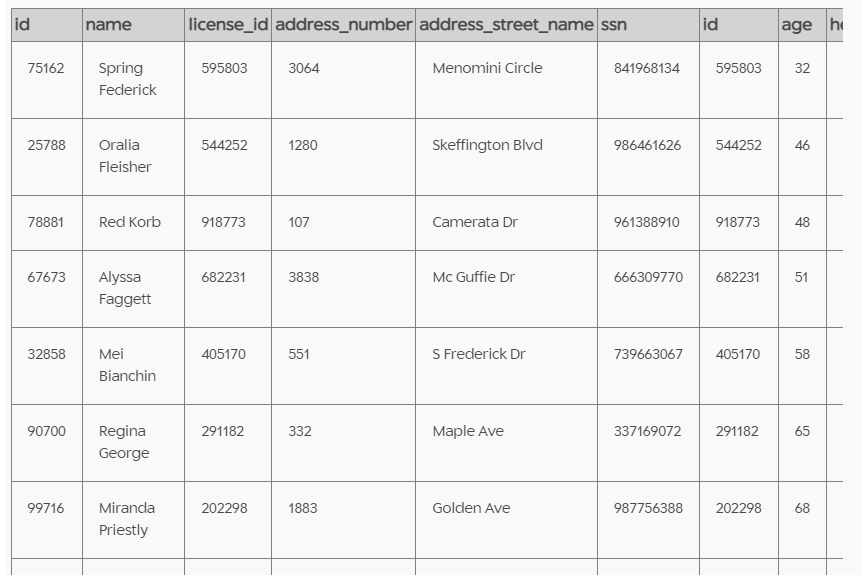 id name license_id address_number address_street_name ssn id age he
75162 Spring Federick 595803 3064 Menomini Circle 841968134 595803 32
25788 Oralia Fleisher 544252 1280 Skeffington Blvd 986461626 544252 46
78881 Red Korb 918773 107 Camerata Dr 961388910 918773 48
67673 Alyssa Faggett 682231 3838 Mc Guffie Dr 666309770 682231 51
32858 Mei Bianchin 405170 551 S Frederick Dr 739663067 405170 58
90700 Regina George 291182 332 Maple Ave 337169072 291182 65
99716 Miranda Priestly 202298 1883 Golden Ave 987756388 202298 68